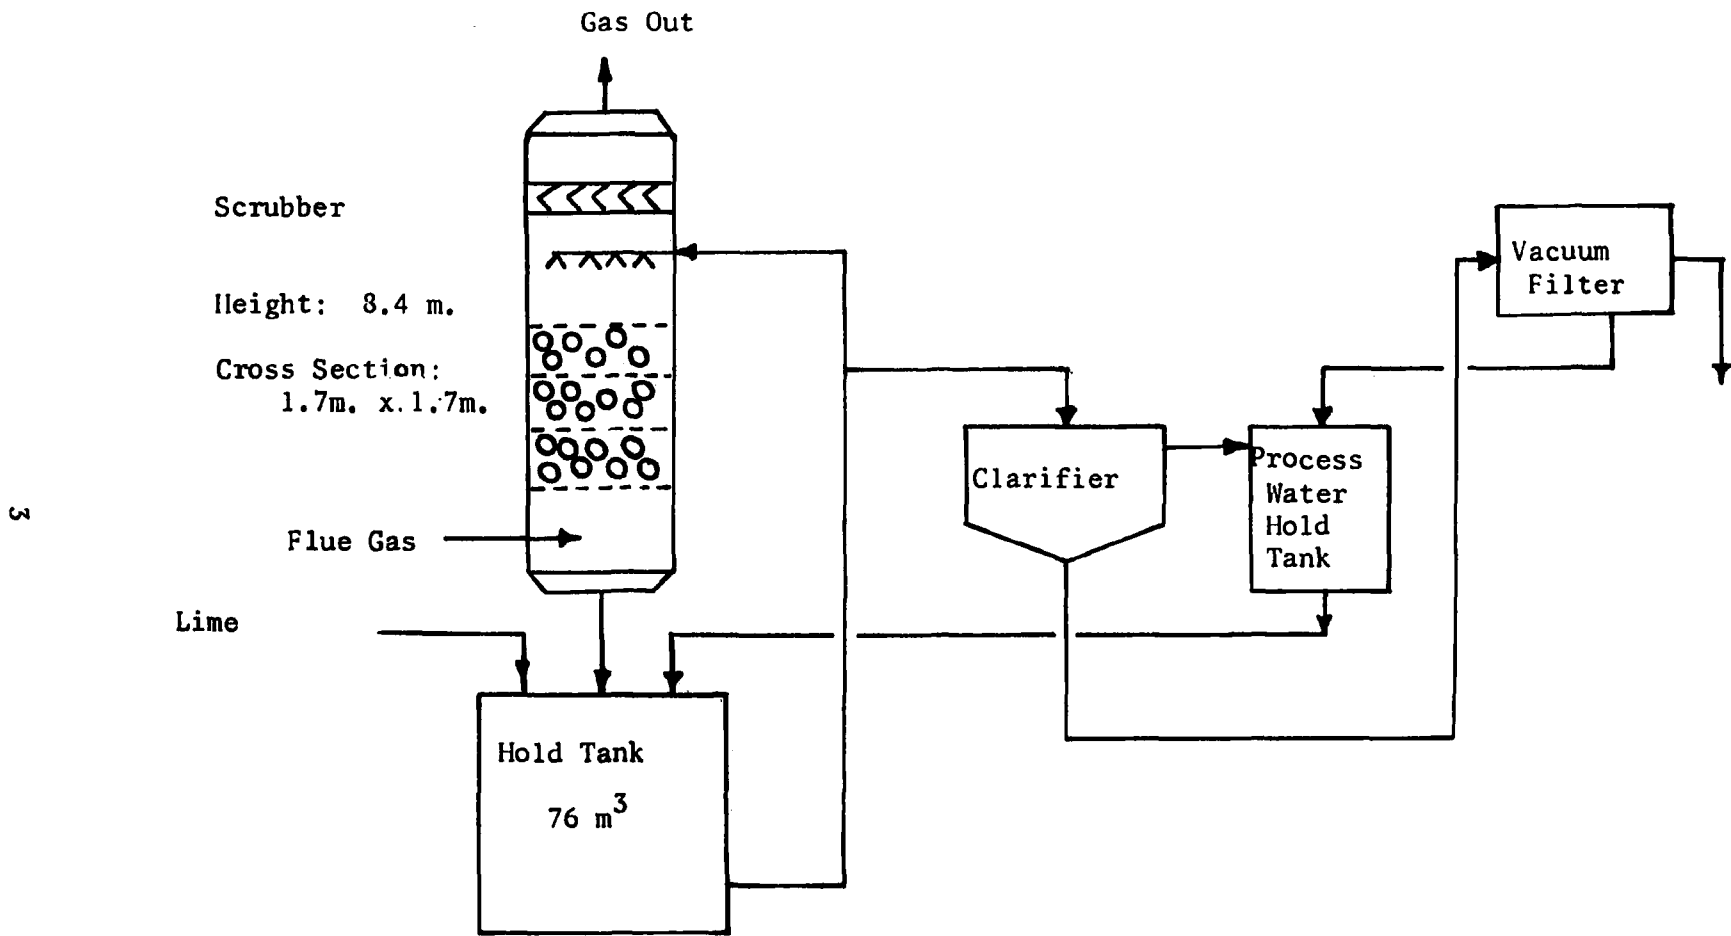 Gas Out
Scrubber
Height: 8.4 m.
Cross Section:
1.7m. x 1.7m.
Flue Gas
Lime
Hold Tank
76 m³
Clarifier
Process
Water
Hold
Tank
Vacuum
Filter
3